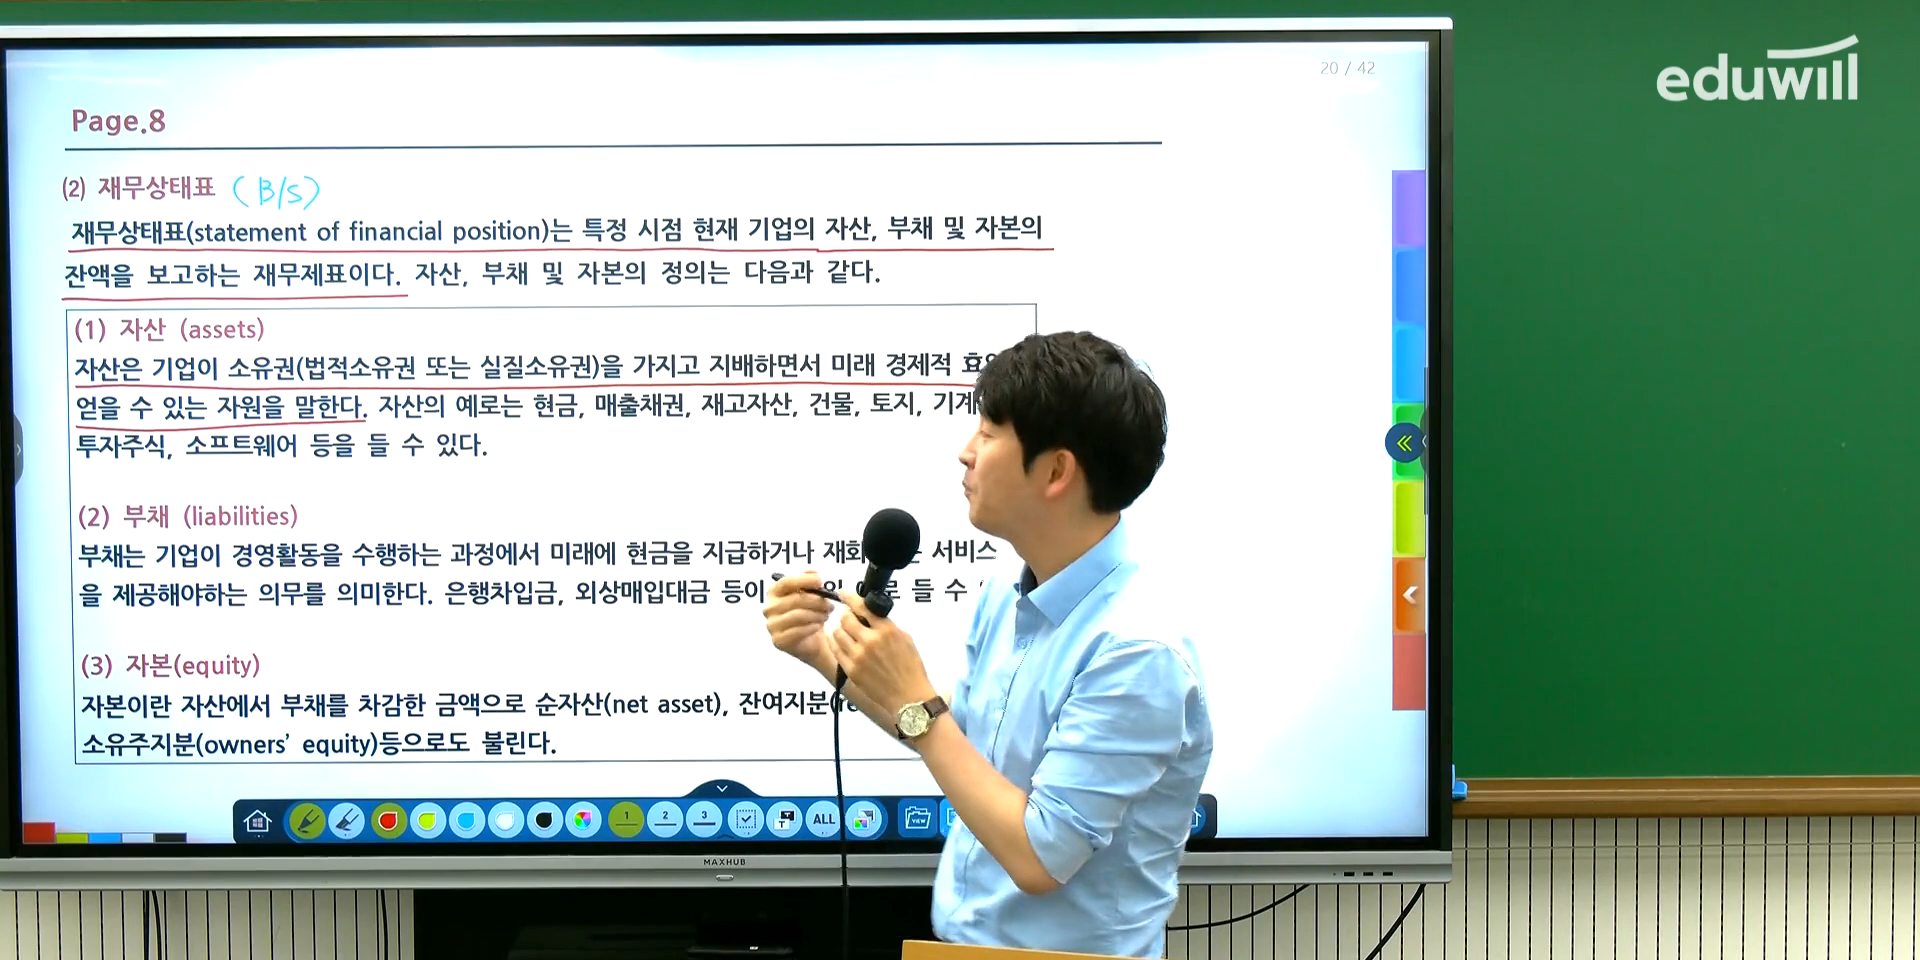 20 / 42
eduwill
Page.8
(2) 재무상태표 (B/S)
재무상태표(statement of financial position)는 특정 시점 현재 기업의 자산, 부채 및 자본의
잔액을 보고하는 재무제표이다. 자산, 부채 및 자본의 정의는 다음과 같다.
(1) 자산 (assets)
자산은 기업이 소유권(법적소유권 또는 실질소유권)을 가지고 지배하면서 미래 경제적
얻을 수 있는 자원을 말한다. 자산의 예로는 현금, 매출채권, 재고자산, 건물, 토지,
투자주식, 소프트웨어 등을 들 수 있다.
(2) 부채 (liabilities)
부채는 기업이 경영활동을 수행하는 과정에서 미래에 현금을 지급하거나 서비스
을 제공해야하는 의무를 의미한다. 은행차입금, 외상매입대금 등이 들 수
(3) 자본(equity)
자본이란 자산에서 부채를 차감한 금액으로 순자산(net asset), 잔여지분
소유주지분(owners' equity)등으로도 불린다.
1 2 3 ALL VIEW
MAXHUB